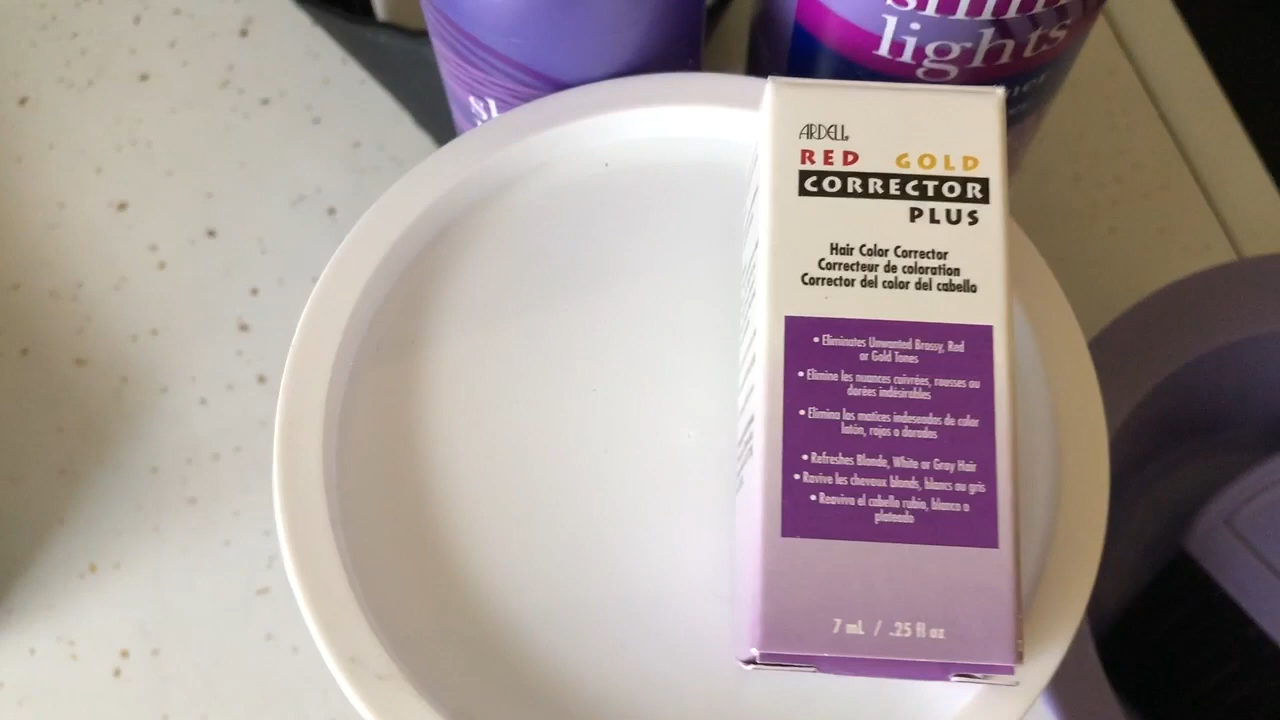 lights
ARDELL
RED GOLD
CORRECTOR
PLUS
Hair Color Corrector
Correcteur de coloration
Corrector del color del cabello
• Eliminates Unwanted Brassy, Red
or Gold Tones
• Elimine les nuances cuivrées, rousses ou
dorées indésirables
• Elimina los matices indeseados de color
latón, rojos o dorados
• Refreshes Blonde, White or Gray Hair
• Ravive les cheveux blonds, blancs ou gris
• Reaviva el cabello rubio, blanco o
plateado
7 mL / .25 fl oz